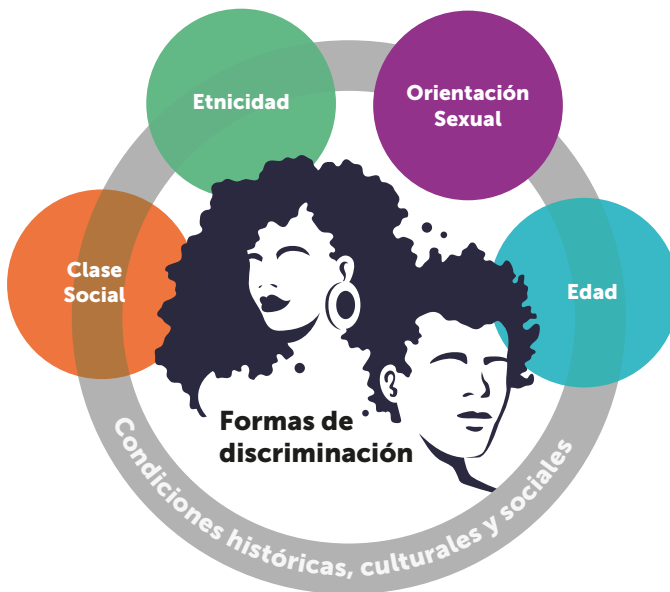 Etnicidad
Orientación
Sexual
Clase
Social
Edad
Formas de
discriminación
Condiciones históricas, culturales y sociales